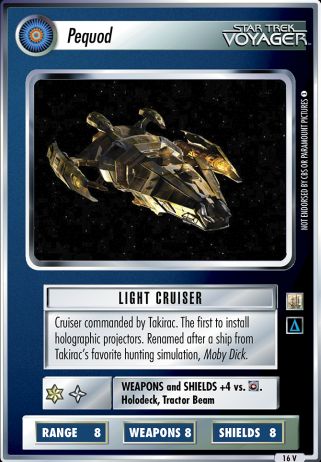 Pequod
STAR TREK
VOYAGER™
NOT ENDORSED BY CBS OR PARAMOUNT PICTURES
LIGHT CRUISER
Cruiser commanded by Takirac. The first to install
holographic projectors. Renamed after a ship from
Takirac's favorite hunting simulation, Moby Dick.
WEAPONS and SHIELDS +4 vs. .
Holodeck, Tractor Beam
RANGE 8 WEAPONS 8 SHIELDS 8
16 V